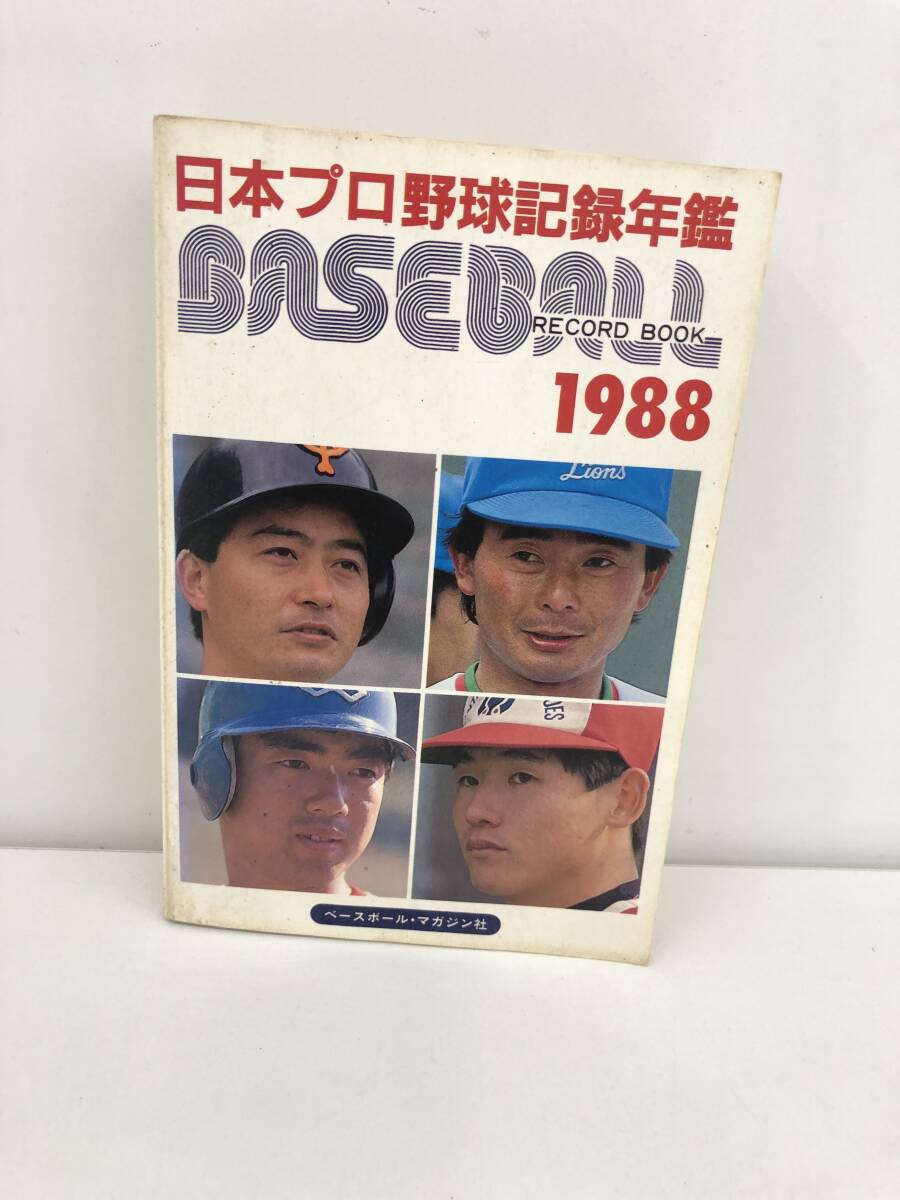 日本プロ野球記録年鑑
BASEBALL
RECORD BOOK
1988
Lions
ベースボール・マガジン社